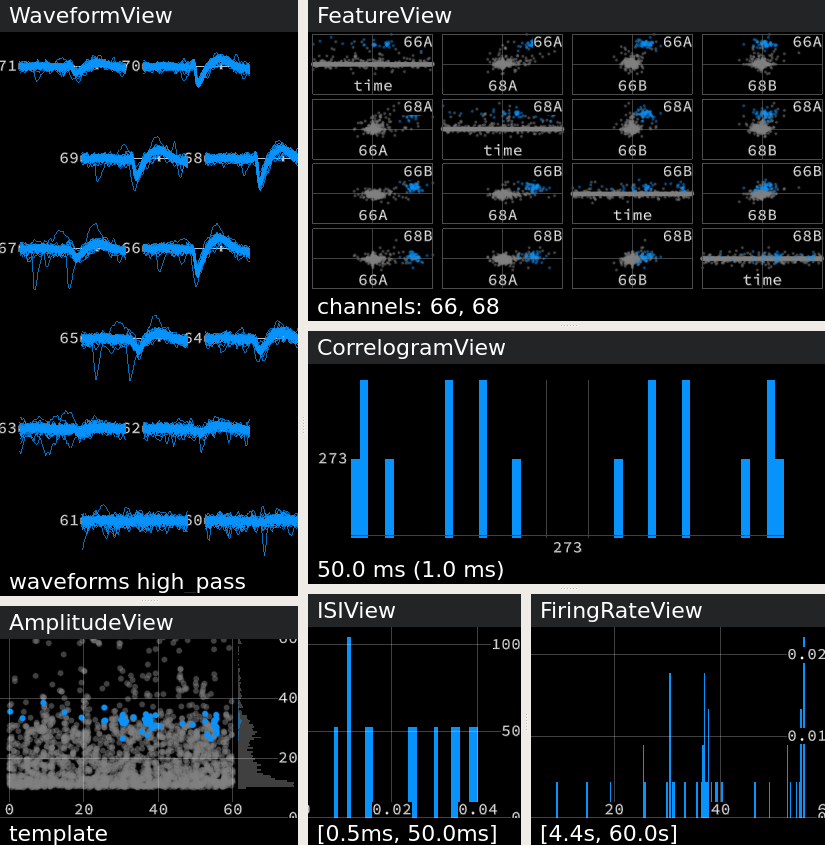 WaveformView
71 70
69 68
67 66
65 64
63 62
61 60
waveforms high_pass
FeatureView
66A 66A 66A 66A
time 68A 66B 68B
68A 68A 68A 68A
66A time 66B 68B
66B 66B 66B 66B
66A 68A time 68B
68B 68B 68B 68B
66A 68A 66B time
channels: 66, 68
CorrelogramView
273
273
50.0 ms (1.0 ms)
AmplitudeView
60
40
20
0
0 20 40 60
template
ISIView
100
50
0
0.02 0.04
[0.5ms, 50.0ms]
FiringRateView
0.02
0.01
20 40
[4.4s, 60.0s]